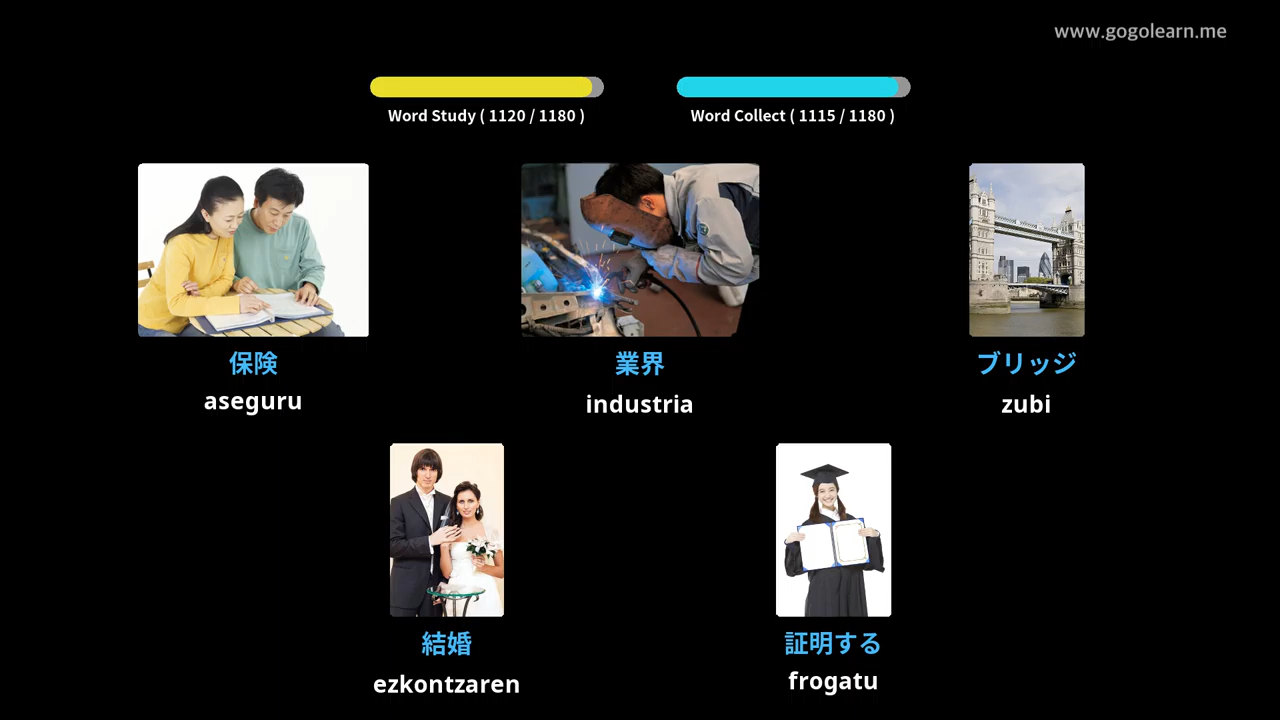 www.gogolearn.me
Word Study ( 1120 / 1180 )
Word Collect ( 1115 / 1180 )
保険
aseguru
業界
industria
ブリッジ
zubi
結婚
ezkontzaren
証明する
frogatu